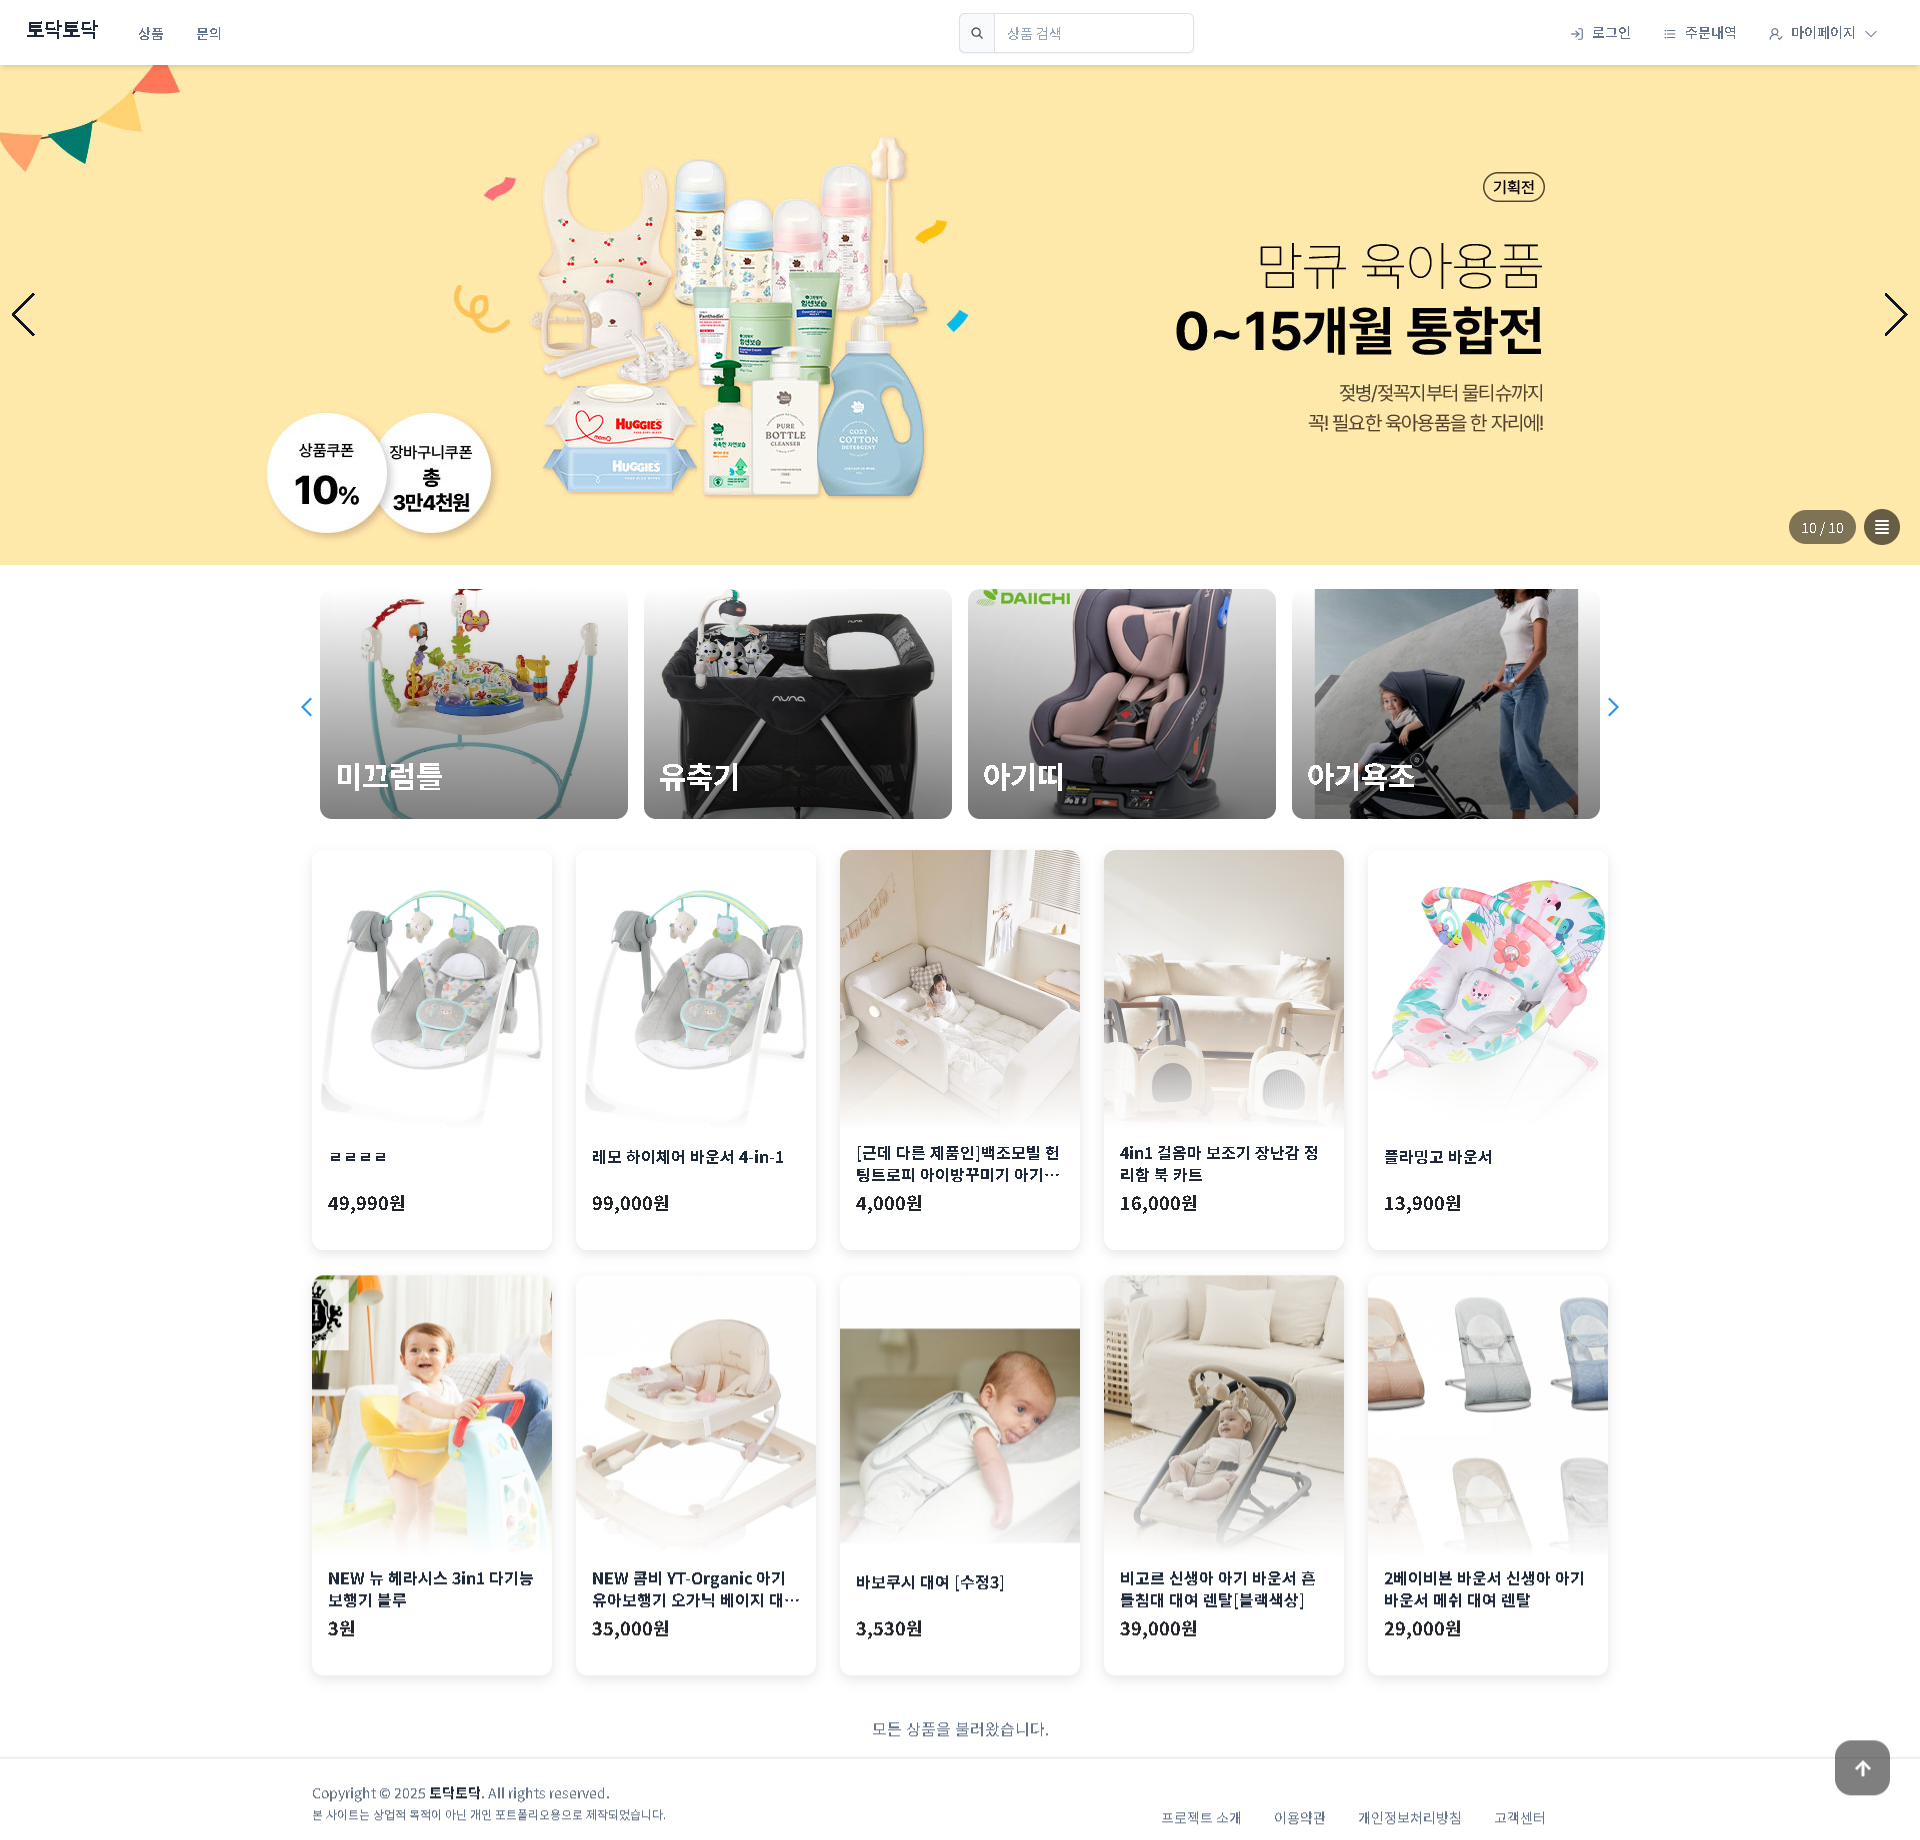 토닥토닥
상품
문의
상품 검색
로그인
주문내역
마이페이지
기획전
맘큐 육아용품
0~15개월 통합전
젖병/젖꼭지부터 물티슈까지
꼭! 필요한 육아용품을 한 자리에!
상품쿠폰
10%
장바구니쿠폰
총
3만4천원
HUGGIES
HUGGIES
PURE
BOTTLE
CLEANSER
COZY
COTTON
DETERGENT
10 / 10
미끄럼틀
nuna
nuna
유축기
DAIICHI
아기띠
아기욕조
ㄹㄹㄹㄹ
49,990원
레모 하이체어 바운서 4-in-1
99,000원
[근데 다른 제품인]백조모빌 헌
팅트로피 아이방꾸미기 아기…
4,000원
4in1 걸음마 보조기 장난감 정
리함 붓 카트
16,000원
플라밍고 바운서
13,900원
NEW 뉴 헤라시스 3in1 다기능
보행기 블루
3원
NEW 콤비 YT-Organic 아기
유아보행기 오가닉 베이지 대…
35,000원
바보쿠시 대여 [수정3]
3,530원
비고르 신생아 아기 바운서 흔
들침대 대여 렌탈[블랙색상]
39,000원
2베이비뵨 바운서 신생아 아기
바운서 메쉬 대여 렌탈
29,000원
모든 상품을 불러왔습니다.
Copyright © 2025 토닥토닥. All rights reserved.
본 사이트는 상업적 목적이 아닌 개인 포트폴리오용으로 제작되었습니다.
프로젝트 소개
이용약관
개인정보처리방침
고객센터